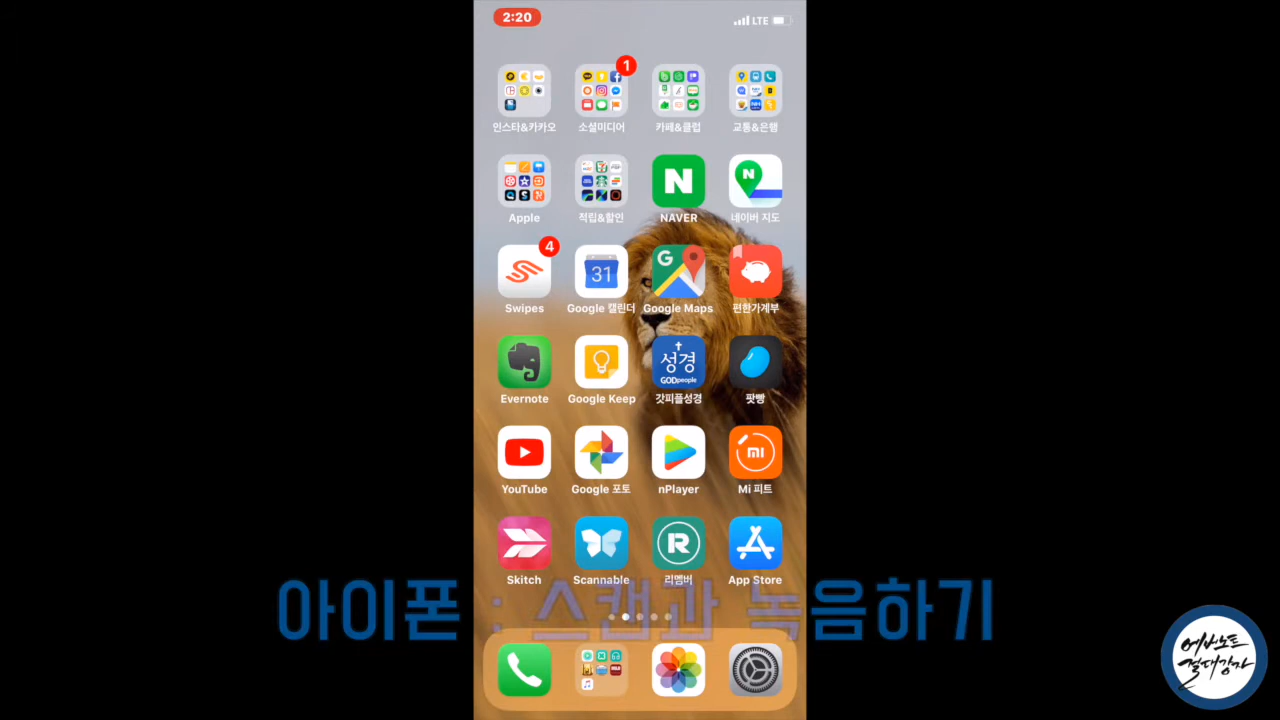 2:20
LTE
1
인스타&카카오
소셜미디어
카페&클럽
교통&은행
N
N
Apple
적립&할인
NAVER
네이버 지도
4
31
G
Swipes
Google 캘린더
Google Maps
편한가계부
성경
GODpeople
Evernote
Google Keep
갓피플성경
팟빵
mi
YouTube
Google 포토
nPlayer
Mi 피트
R
Skitch
Scannable
리멤버
App Store
아이폰 : 스캔과 녹음하기
에버노트
절대강자